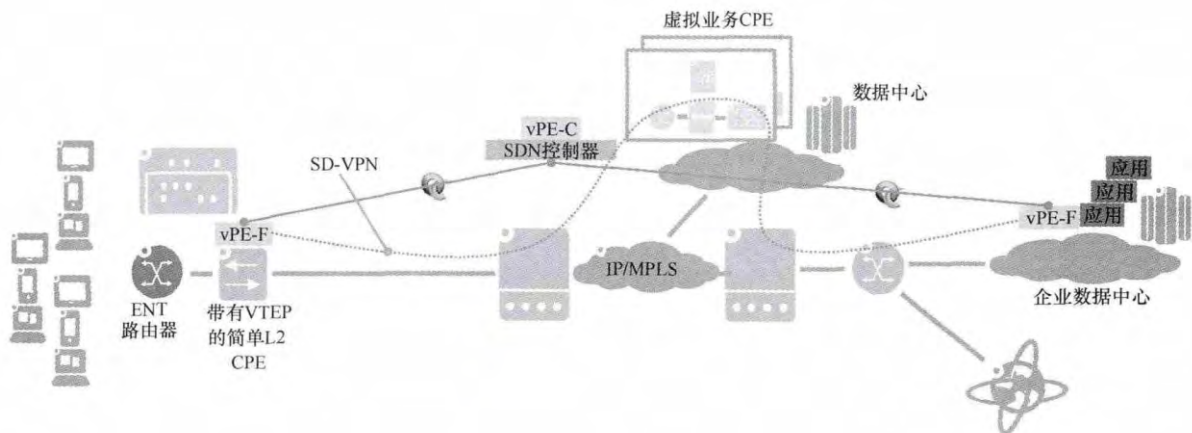 虚拟业务CPE
数据中心
vPE-C
SDN控制器
SD-VPN
应用
应用
vPE-F
vPE-F
应用
IP/MPLS
ENT
路由器
带有VTEP
的简单L2
CPE
企业数据中心